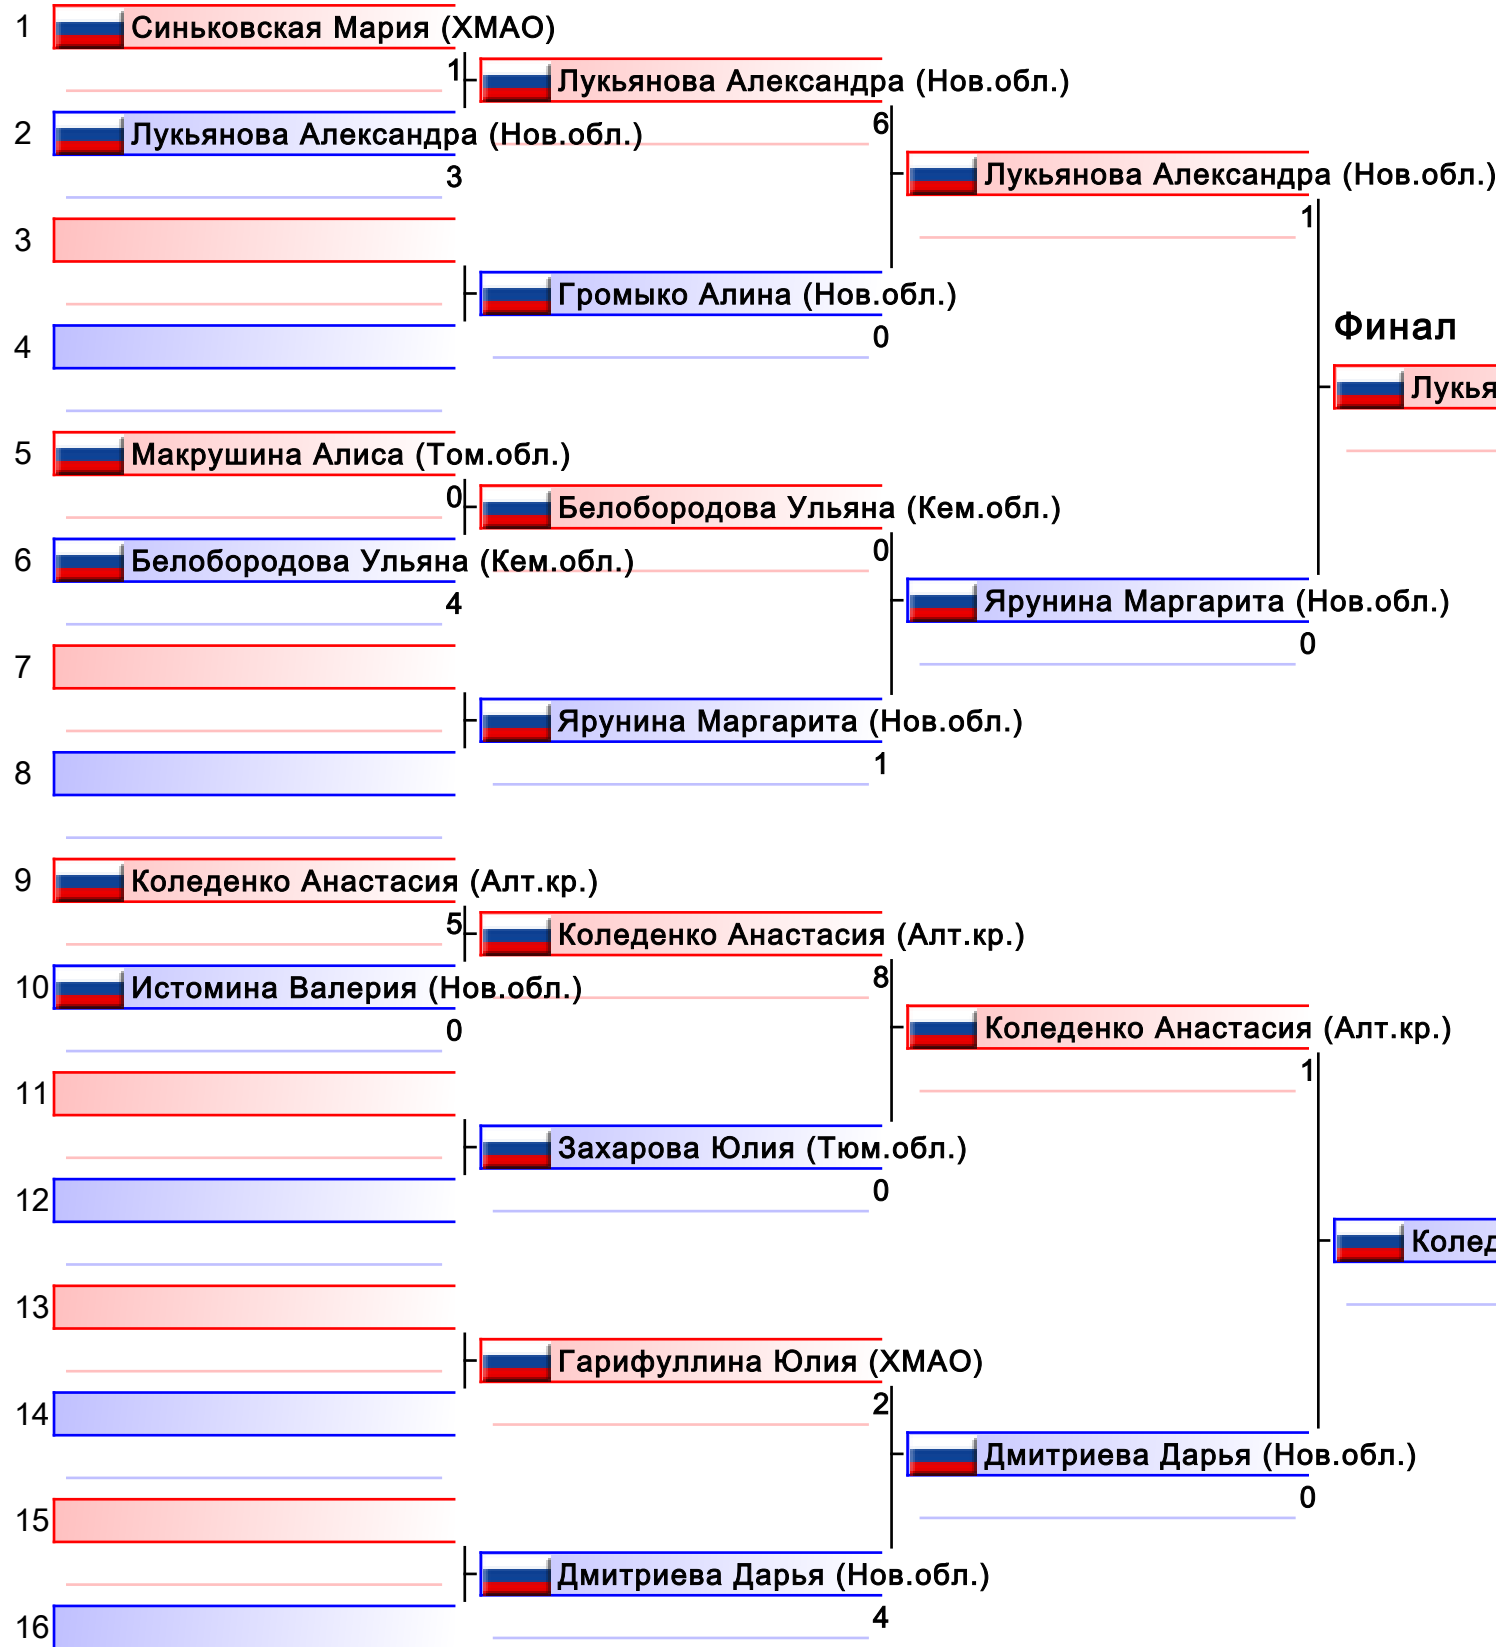 1 Синьковская Мария (ХМАО)
1
Лукьянова Александра (Нов.обл.)
6
2 Лукьянова Александра (Нов.обл.)
3
Лукьянова Александра (Нов.обл.)
1
3
Громыко Алина (Нов.обл.)
0
4
Финал
Лукья
5 Макрушина Алиса (Том.обл.)
0
Белобородова Ульяна (Кем.обл.)
0
6 Белобородова Ульяна (Кем.обл.)
4
Ярунина Маргарита (Нов.обл.)
0
7
Ярунина Маргарита (Нов.обл.)
1
8
9 Коледенко Анастасия (Алт.кр.)
5
Коледенко Анастасия (Алт.кр.)
8
10 Истомина Валерия (Нов.обл.)
0
Коледенко Анастасия (Алт.кр.)
1
11
Захарова Юлия (Тюм.обл.)
0
12
Колед
13
Гарифуллина Юлия (ХМАО)
2
14
Дмитриева Дарья (Нов.обл.)
0
15
Дмитриева Дарья (Нов.обл.)
4
16